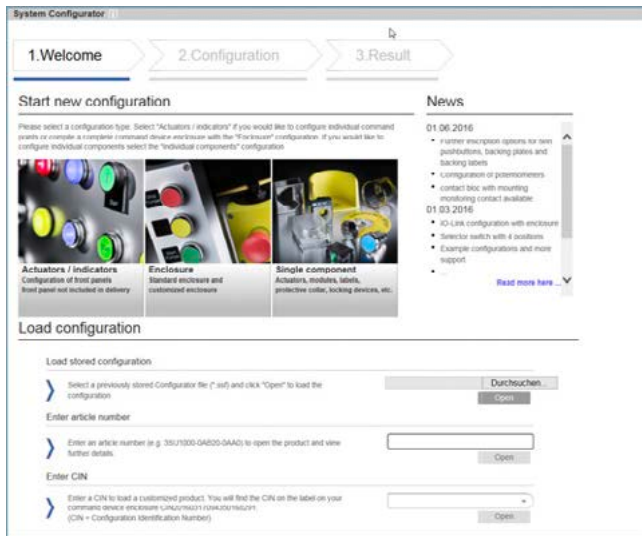 System Configurator
1.Welcome
2.Configuration
3.Result
Start new configuration
Please select a configuration type. Select "Actuators / indicators" if you would like to configure individual command
points or compile a complete command device enclosure with the "Enclosure" configuration. If you would like to
configure individual components select the "Individual components" configuration
Actuators / indicators
Configuration of front panels
front panel not included in delivery
Enclosure
Standard enclosure and
customized enclosure
Single component
Actuators, modules, labels,
protective collar, locking devices, etc.
News
01.06.2016
• Further inscription options for twin
pushbuttons, backing plates and
backing labels
• Configuration of potentiometers
• contact bloc with mounting
monitoring contact available
01.03.2016
• IO-Link configuration with enclosure
• Selector switch with 4 positions
• Example configurations and more
support
• ...
Read more here ...
Load configuration
Load stored configuration
Select a previously stored Configurator file (*.ssf) and click "Open" to load the
configuration
Durchsuchen...
Open
Enter article number
Enter an article number (e.g. 3SU1000-0AB20-0AA0) to open the product and view
further details.
Open
Enter CIN
Enter a CIN to load a customized product. You will find the CIN on the label on your
command device enclosure
(CIN = Configuration Identification Number)
Open